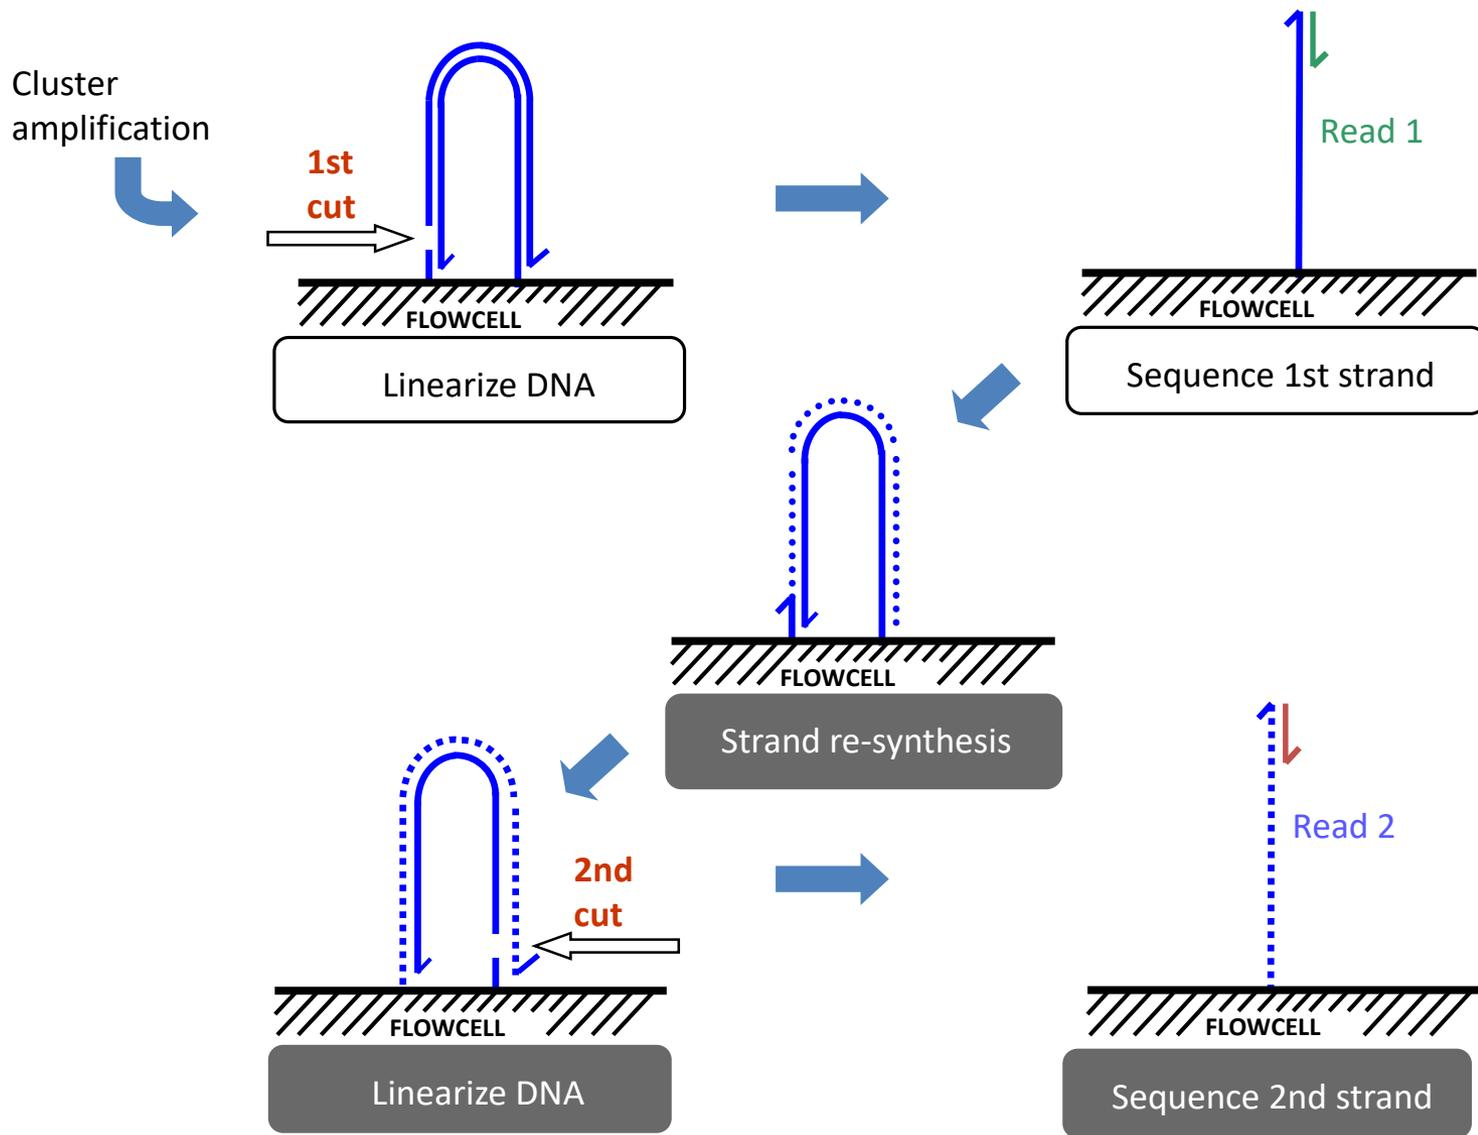 Cluster
amplification
1st
cut
FLOWCELL
Linearize DNA
Read 1
FLOWCELL
Sequence 1st strand
FLOWCELL
Strand re-synthesis
2nd
cut
FLOWCELL
Linearize DNA
Read 2
FLOWCELL
Sequence 2nd strand